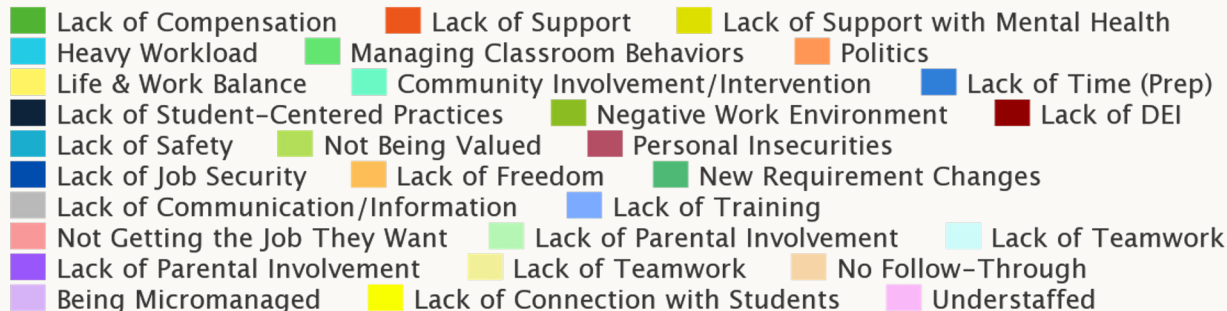 Lack of Compensation Lack of Support Lack of Support with Mental Health
Heavy Workload Managing Classroom Behaviors Politics
Life & Work Balance Community Involvement/Intervention Lack of Time (Prep)
Lack of Student-Centered Practices Negative Work Environment Lack of DEI
Lack of Safety Not Being Valued Personal Insecurities
Lack of Job Security Lack of Freedom New Requirement Changes
Lack of Communication/Information Lack of Training
Not Getting the Job They Want Lack of Parental Involvement Lack of Teamwork
Lack of Parental Involvement Lack of Teamwork No Follow-Through
Being Micromanaged Lack of Connection with Students Understaffed